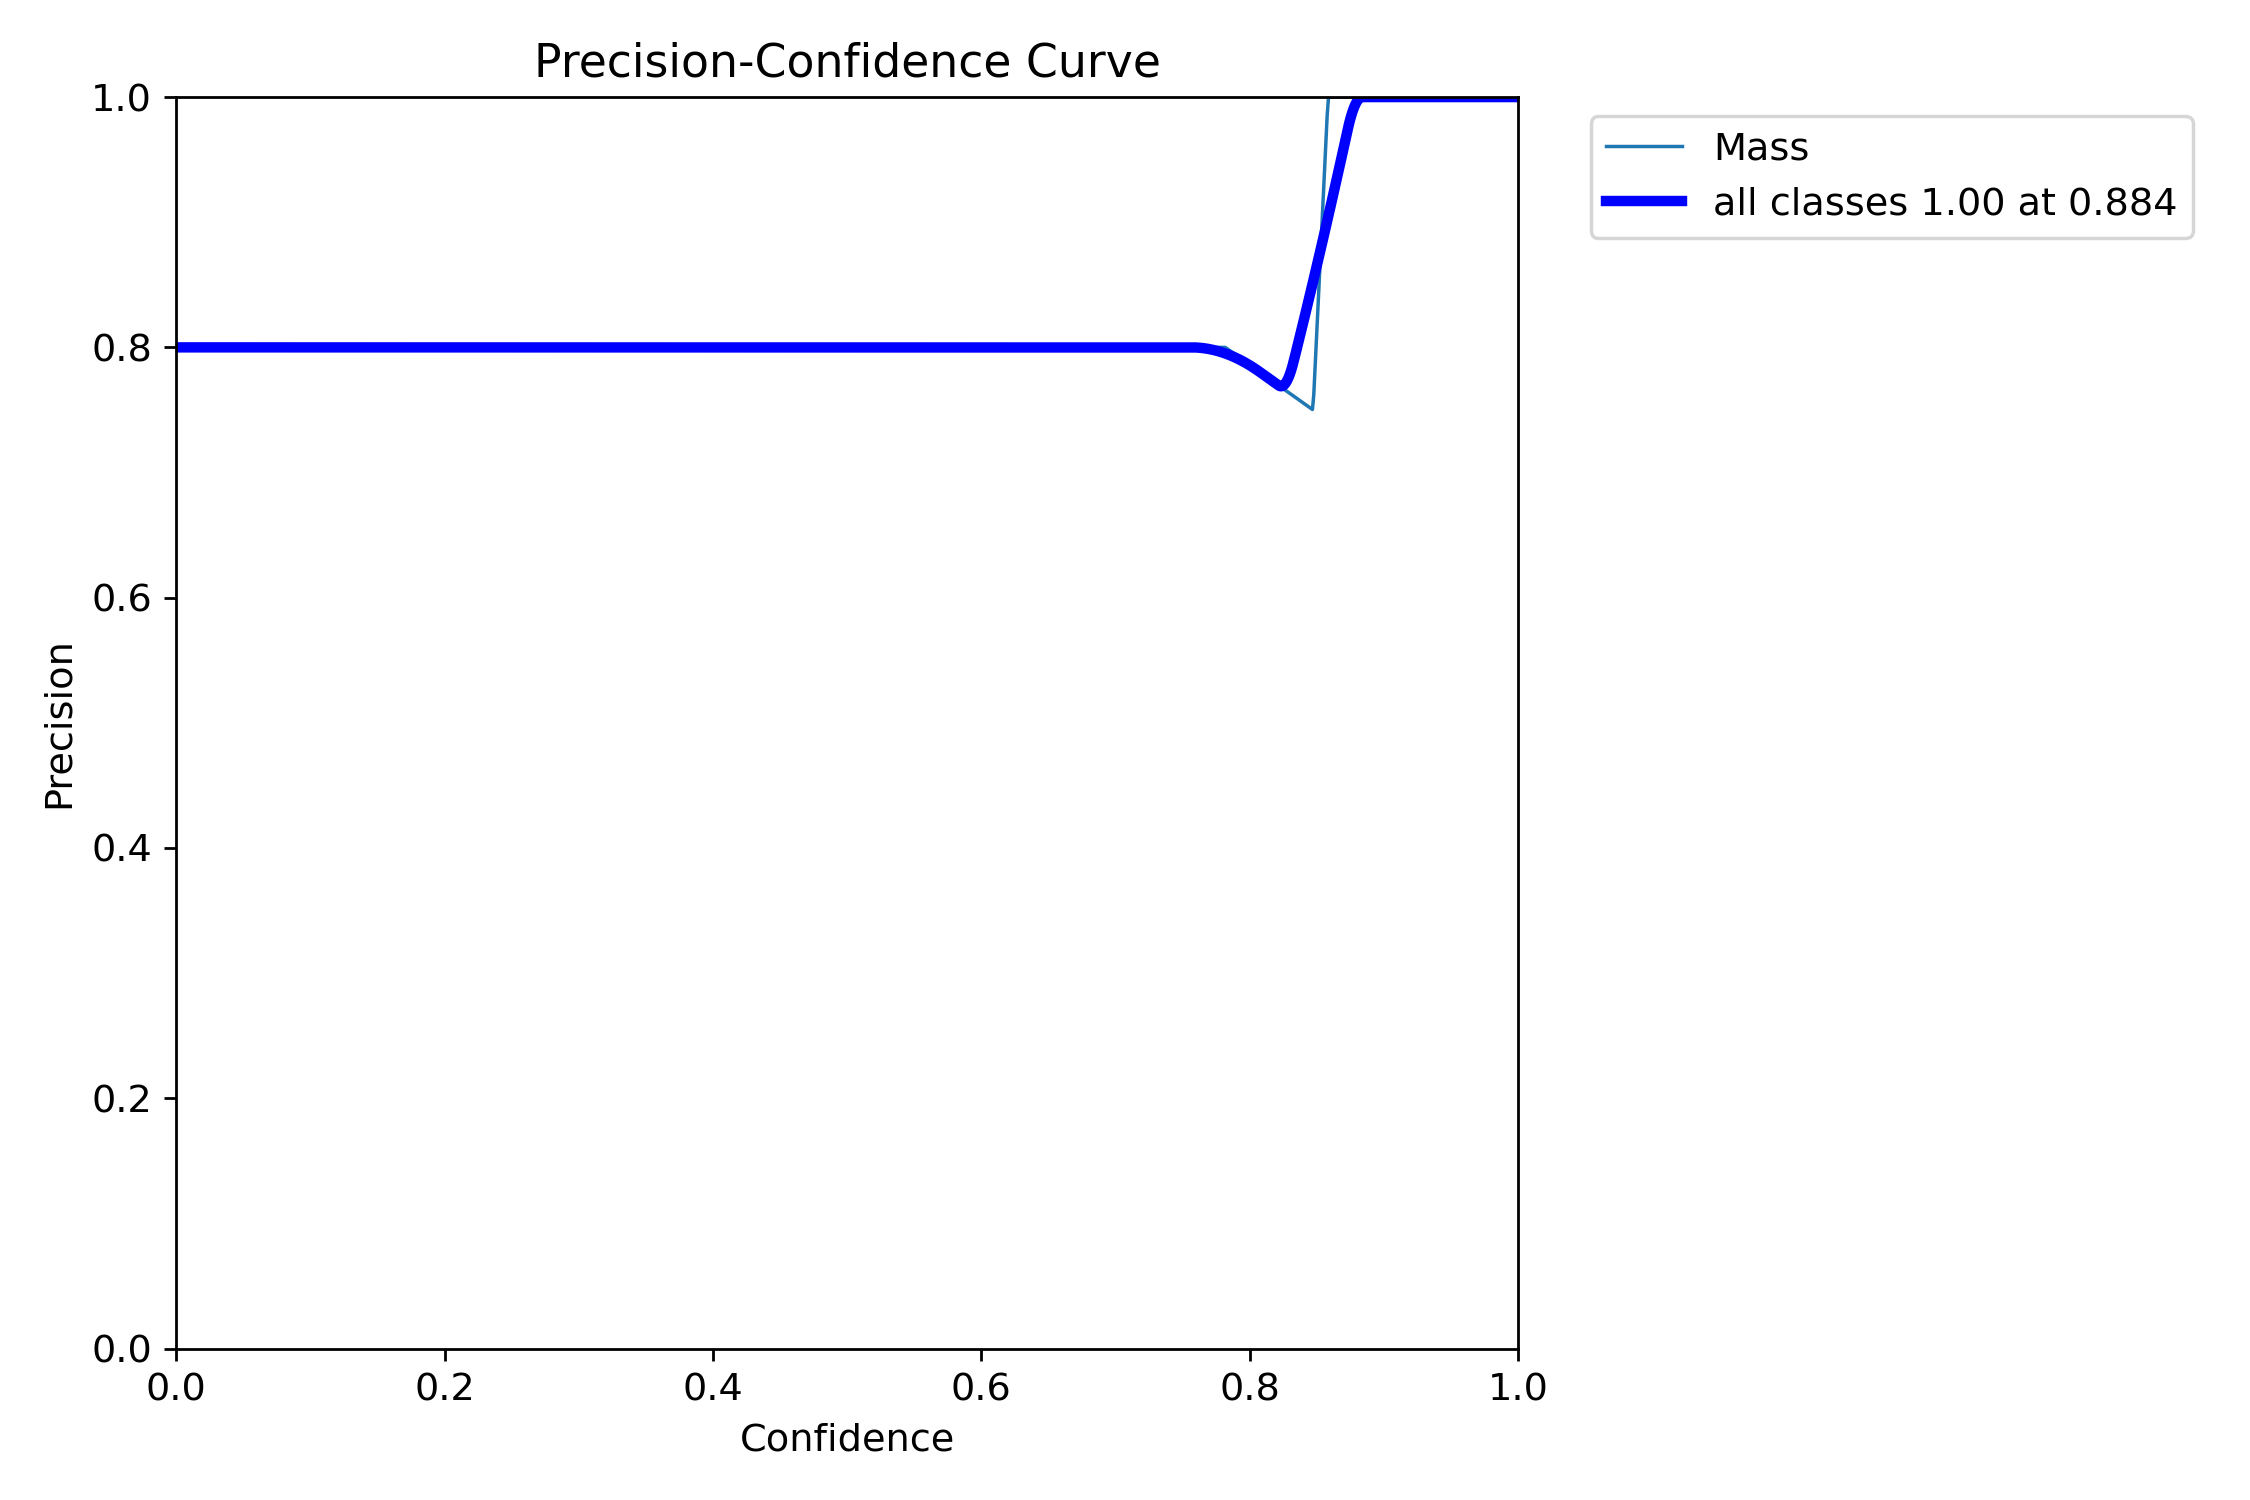 Precision-Confidence Curve
1.0
0.8
0.6
0.4
0.2
0.0
Precision
0.0 0.2 0.4 0.6 0.8 1.0
Confidence
Mass
all classes 1.00 at 0.884